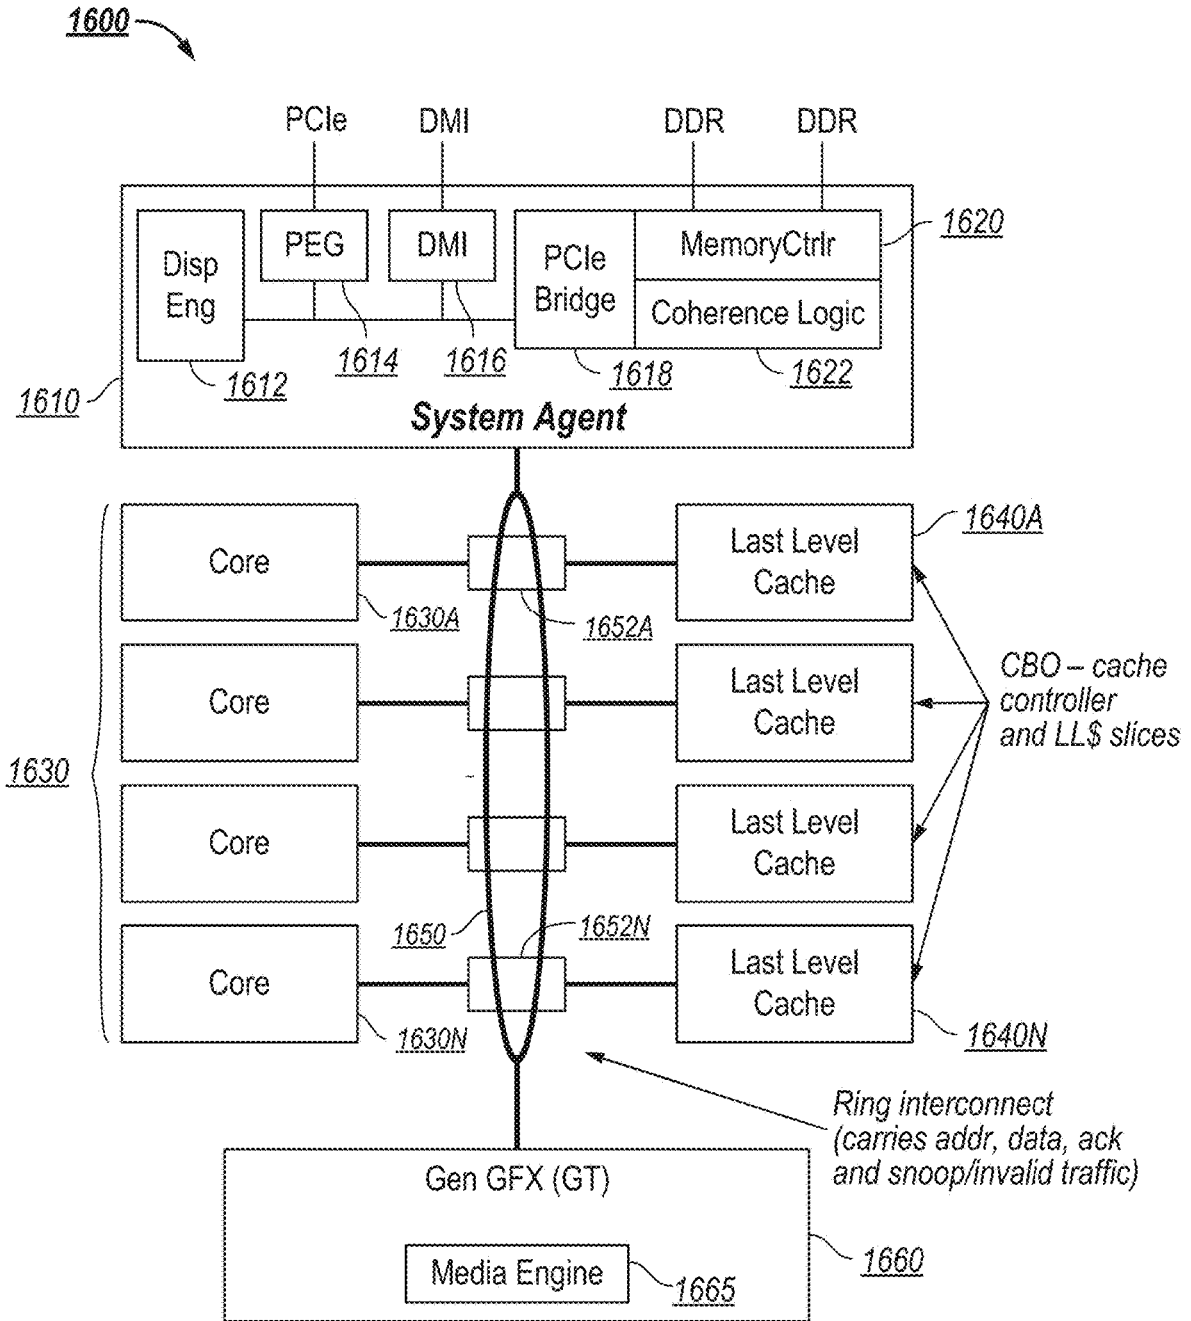 1600
PCIe
DMI
DDR
DDR
Disp
Eng
PEG
DMI
PCIe
Bridge
MemoryCtrlr
Coherence Logic
1620
1614
1616
1618
1622
1612
1610
System Agent
Core
Last Level
Cache
1640A
1630A
1652A
Core
Last Level
Cache
CBO – cache
controller
and LL$ slices
1630
Core
Last Level
Cache
1650
1652N
Core
Last Level
Cache
1630N
1640N
Ring interconnect
(carries addr, data, ack
and snoop/invalid traffic)
Gen GFX (GT)
Media Engine
1665
1660